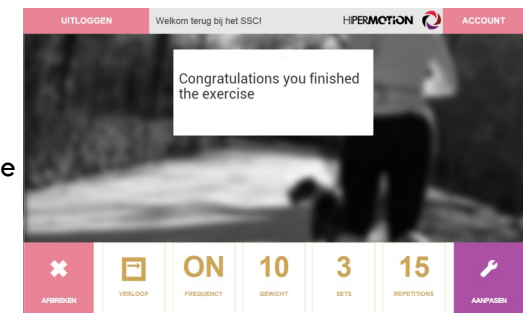 UITLOGGEN Welkom terug bij het SSC! HIPERMOTION ACCOUNT
Congratulations you finished
the exercise
e
ON 10 3 15
AFBREKEN VERLOOP FREQUENCY GEWICHT SETS REPETITIONS AANPASEN